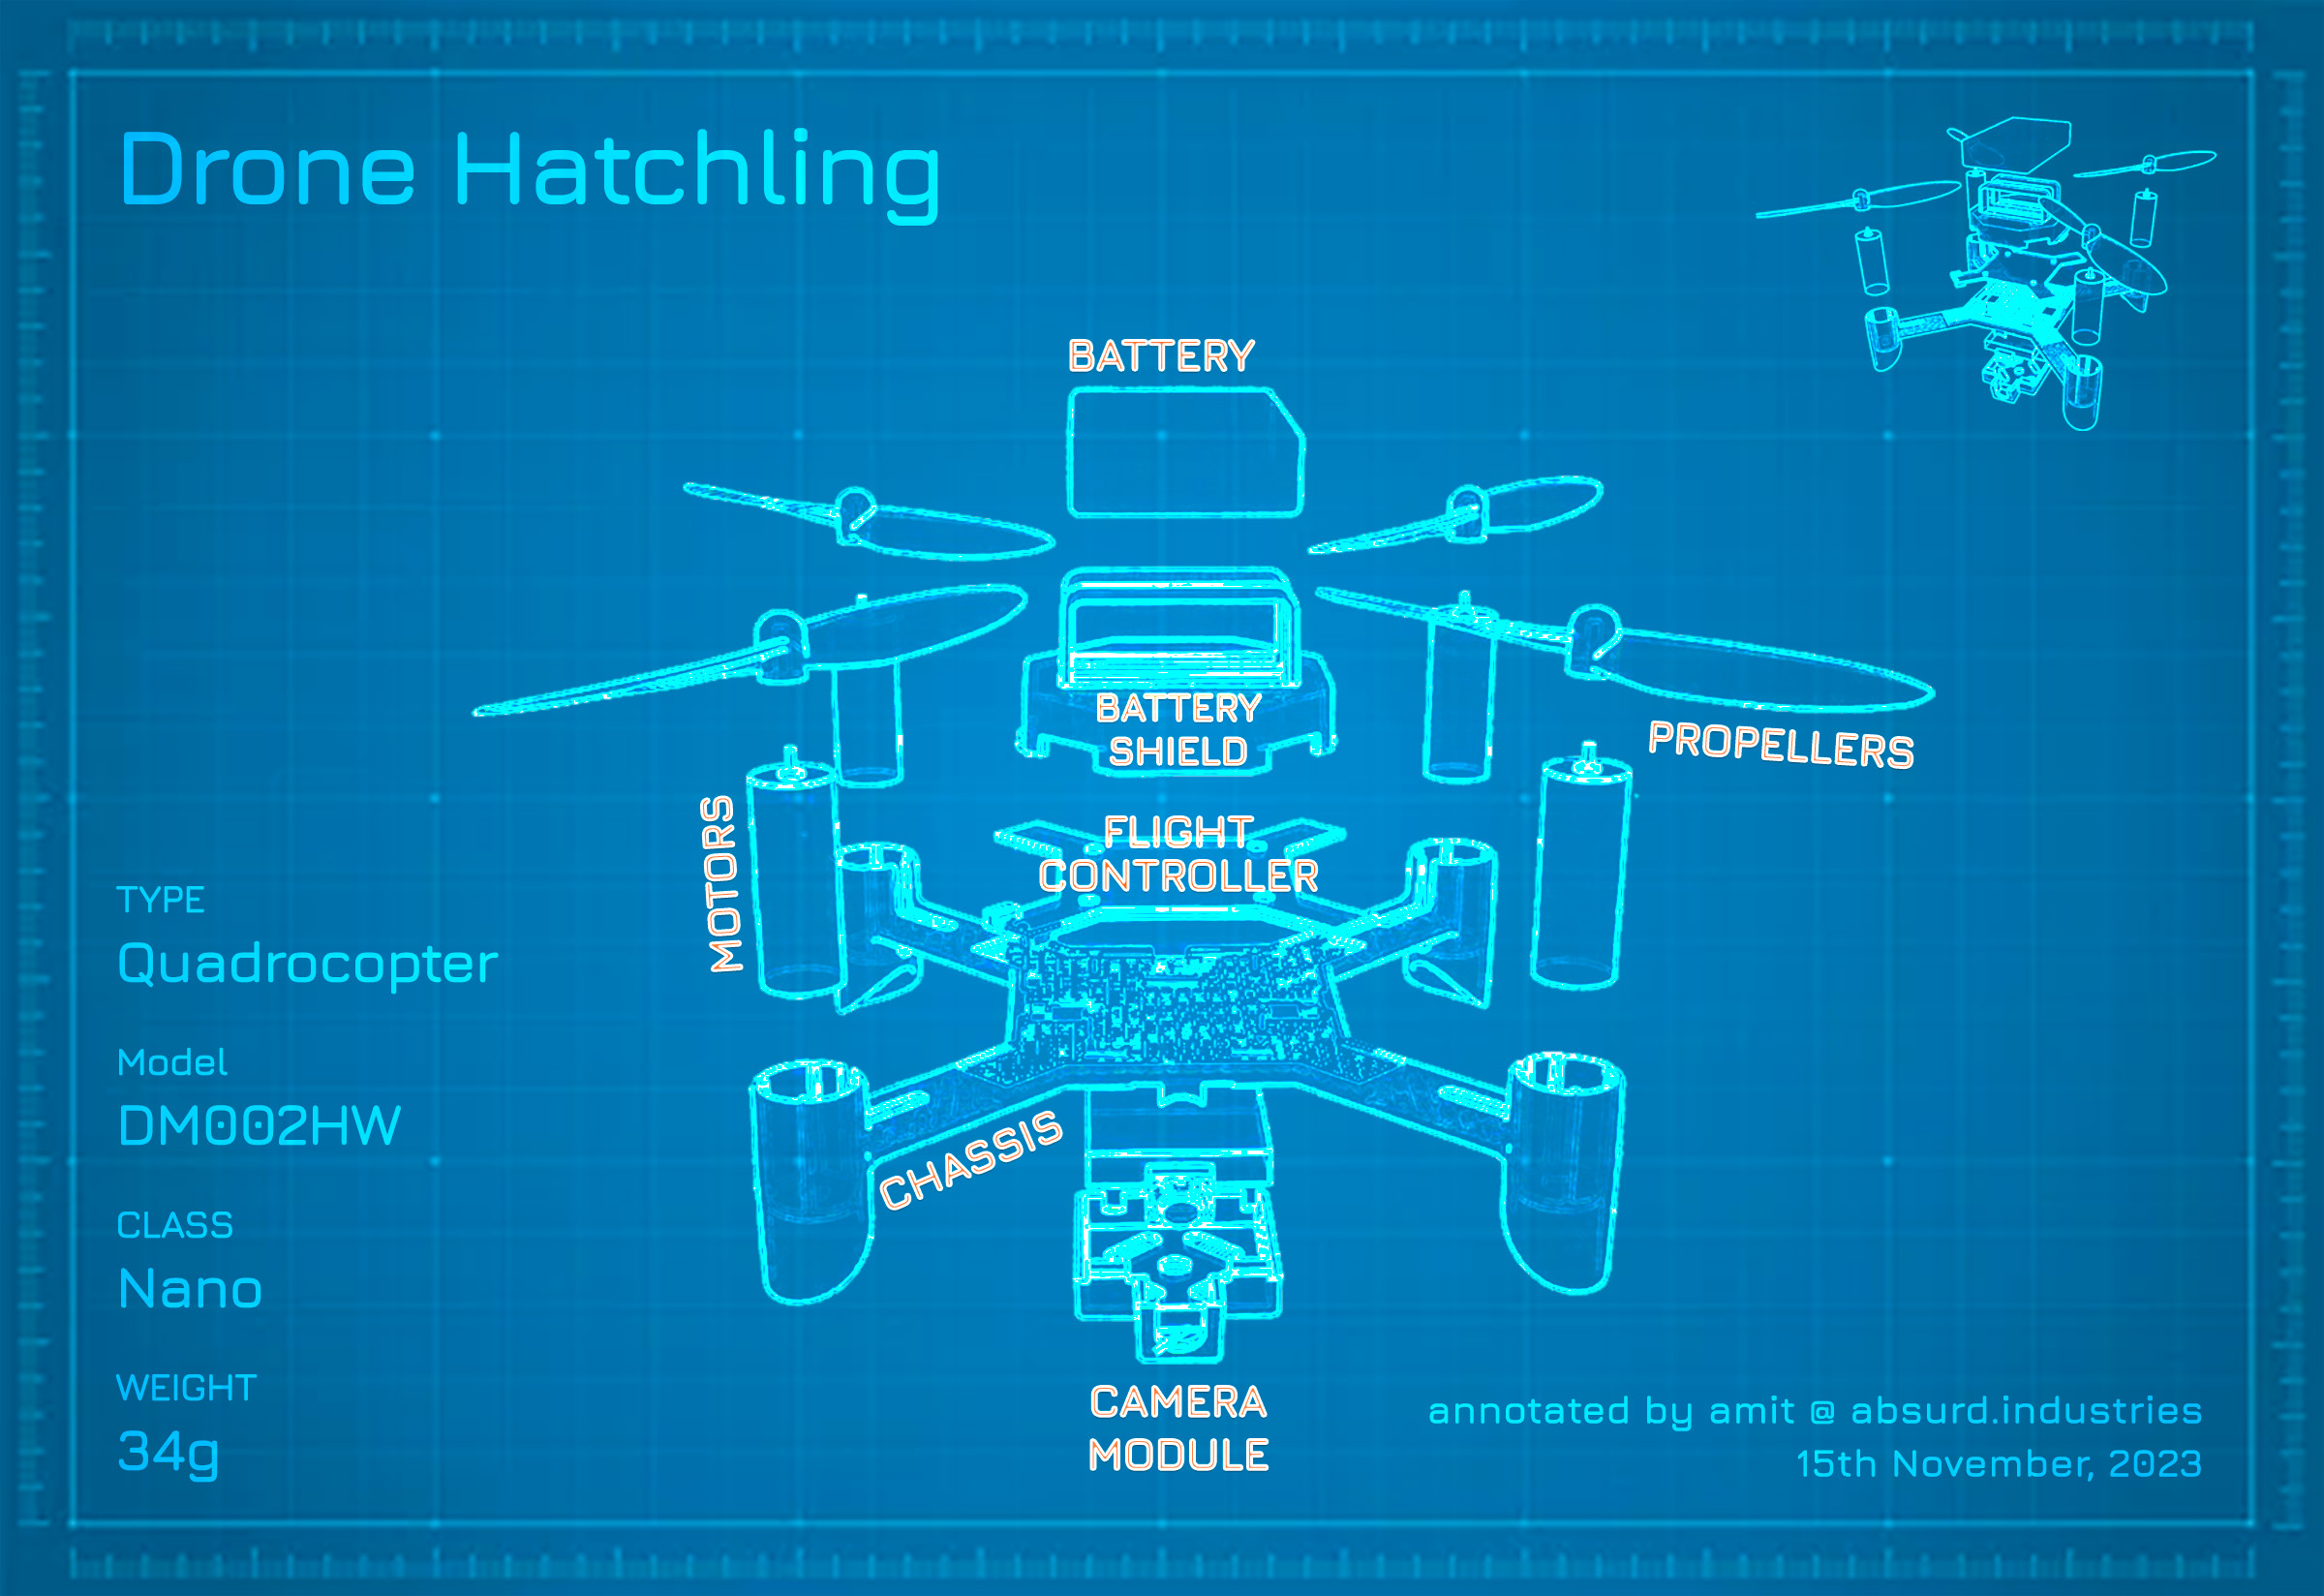 Drone Hatchling
BATTERY
BATTERY
SHIELD
PROPELLERS
MOTORS
FLIGHT
CONTROLLER
CHASSIS
CAMERA
MODULE
TYPE
Quadrocopter
Model
DM002HW
CLASS
Nano
WEIGHT
34g
annotated by amit @ absurd.industries
15th November, 2023